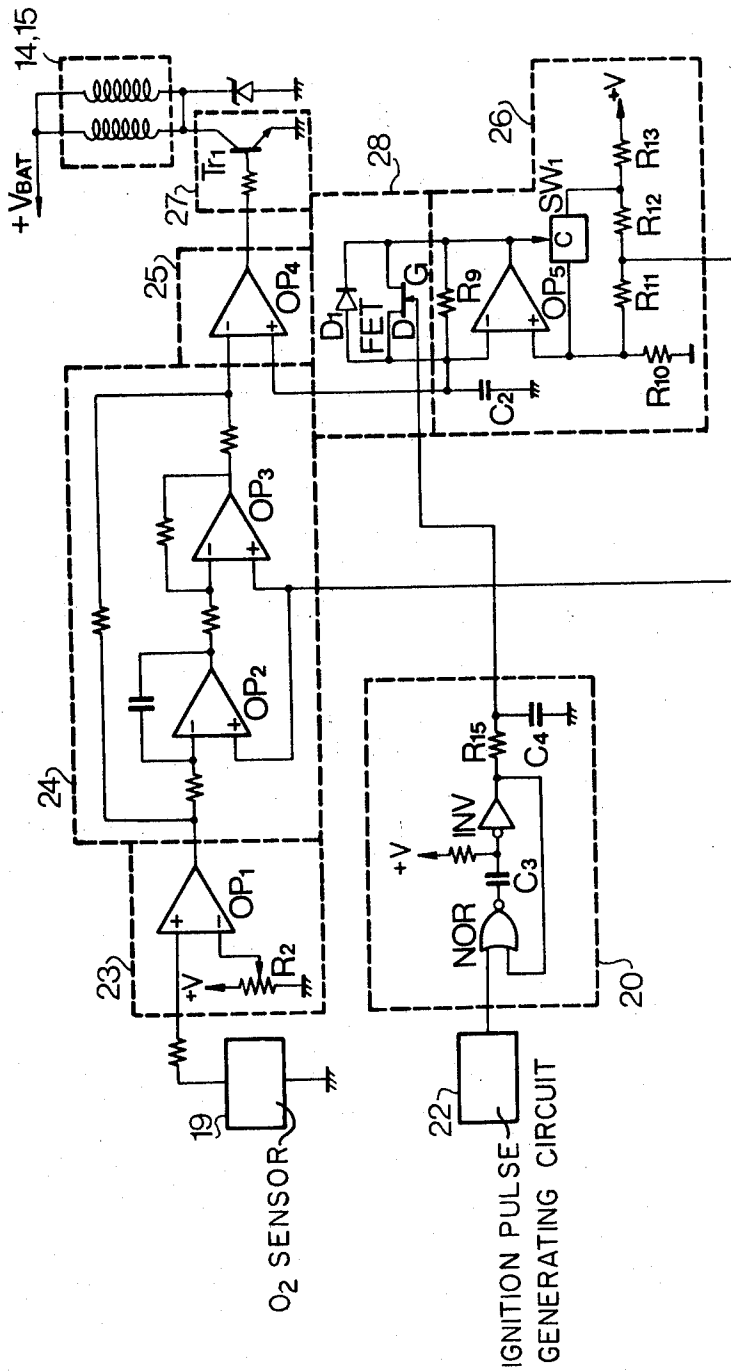 14,15
+VBAT
Tr1
27
28
26
25
OP4
D1
FET
D
G
R9
OP5
SW1
C
+V
R13
R12
R11
R10
C2
24
OP3
OP2
23
OP1
+V
R2
19
O2 SENSOR
20
+V
INV
R15
C4
C3
NOR
22
IGNITION PULSE
GENERATING CIRCUIT
-
+
-
+
-
+
+
-
-
+